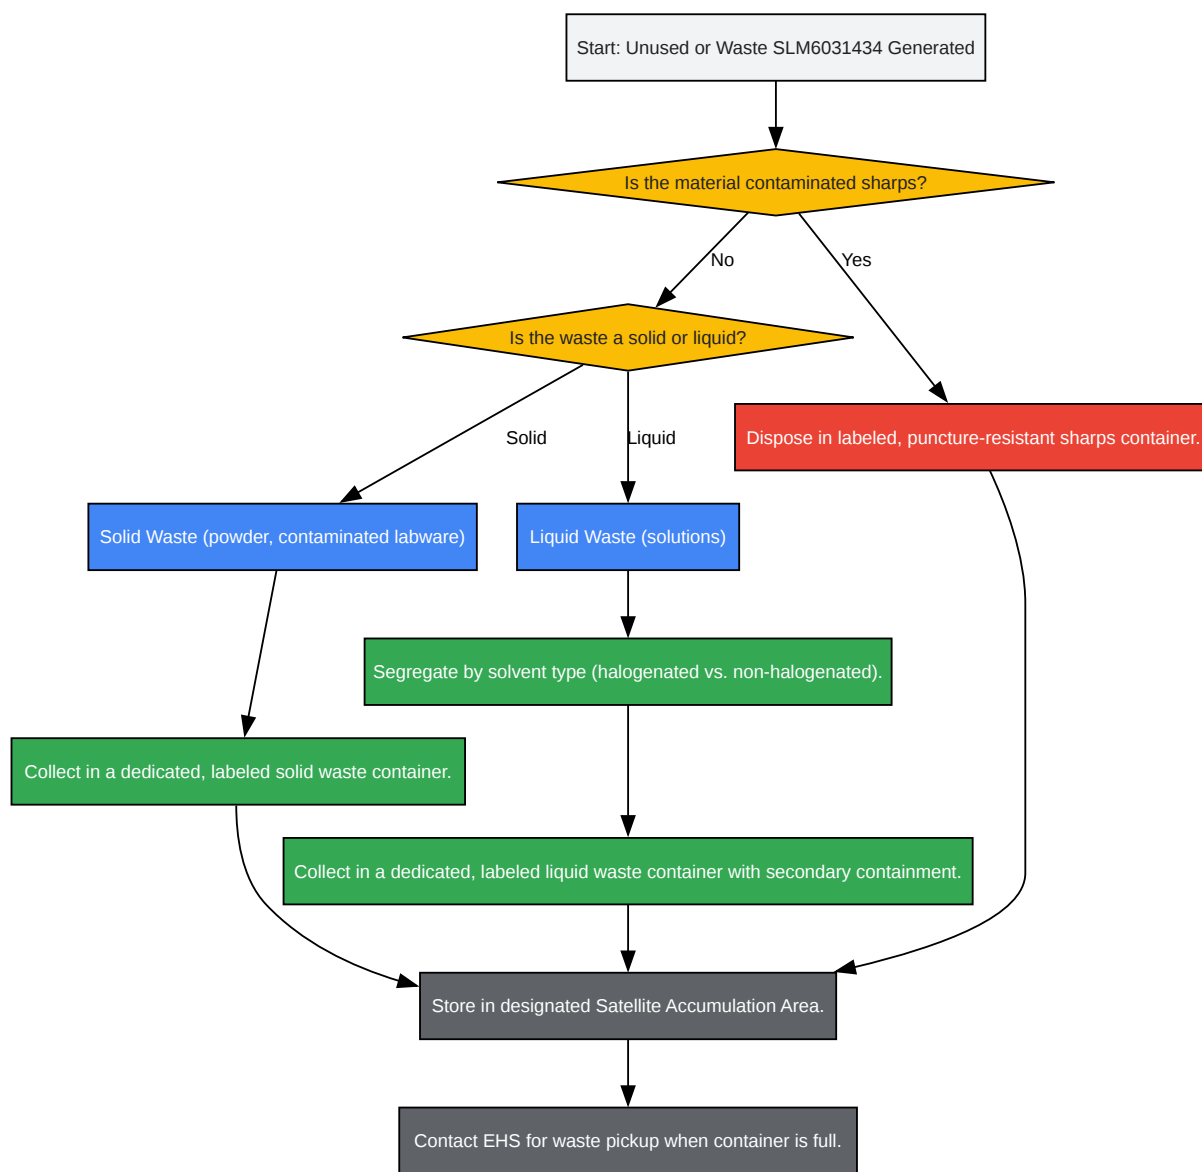 Start: Unused or Waste SLM6031434 Generated
Is the material contaminated sharps?
No
Yes
Is the waste a solid or liquid?
Solid
Liquid
Dispose in labeled, puncture-resistant sharps container.
Solid Waste (powder, contaminated labware)
Liquid Waste (solutions)
Segregate by solvent type (halogenated vs. non-halogenated).
Collect in a dedicated, labeled solid waste container.
Collect in a dedicated, labeled liquid waste container with secondary containment.
Store in designated Satellite Accumulation Area.
Contact EHS for waste pickup when container is full.